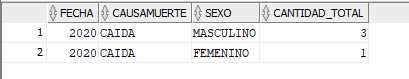 FECHA CAUSAMUERTE SEXO CANTIDAD_TOTAL
1 2020 CAIDA MASCULINO 3
2 2020 CAIDA FEMENINO 1